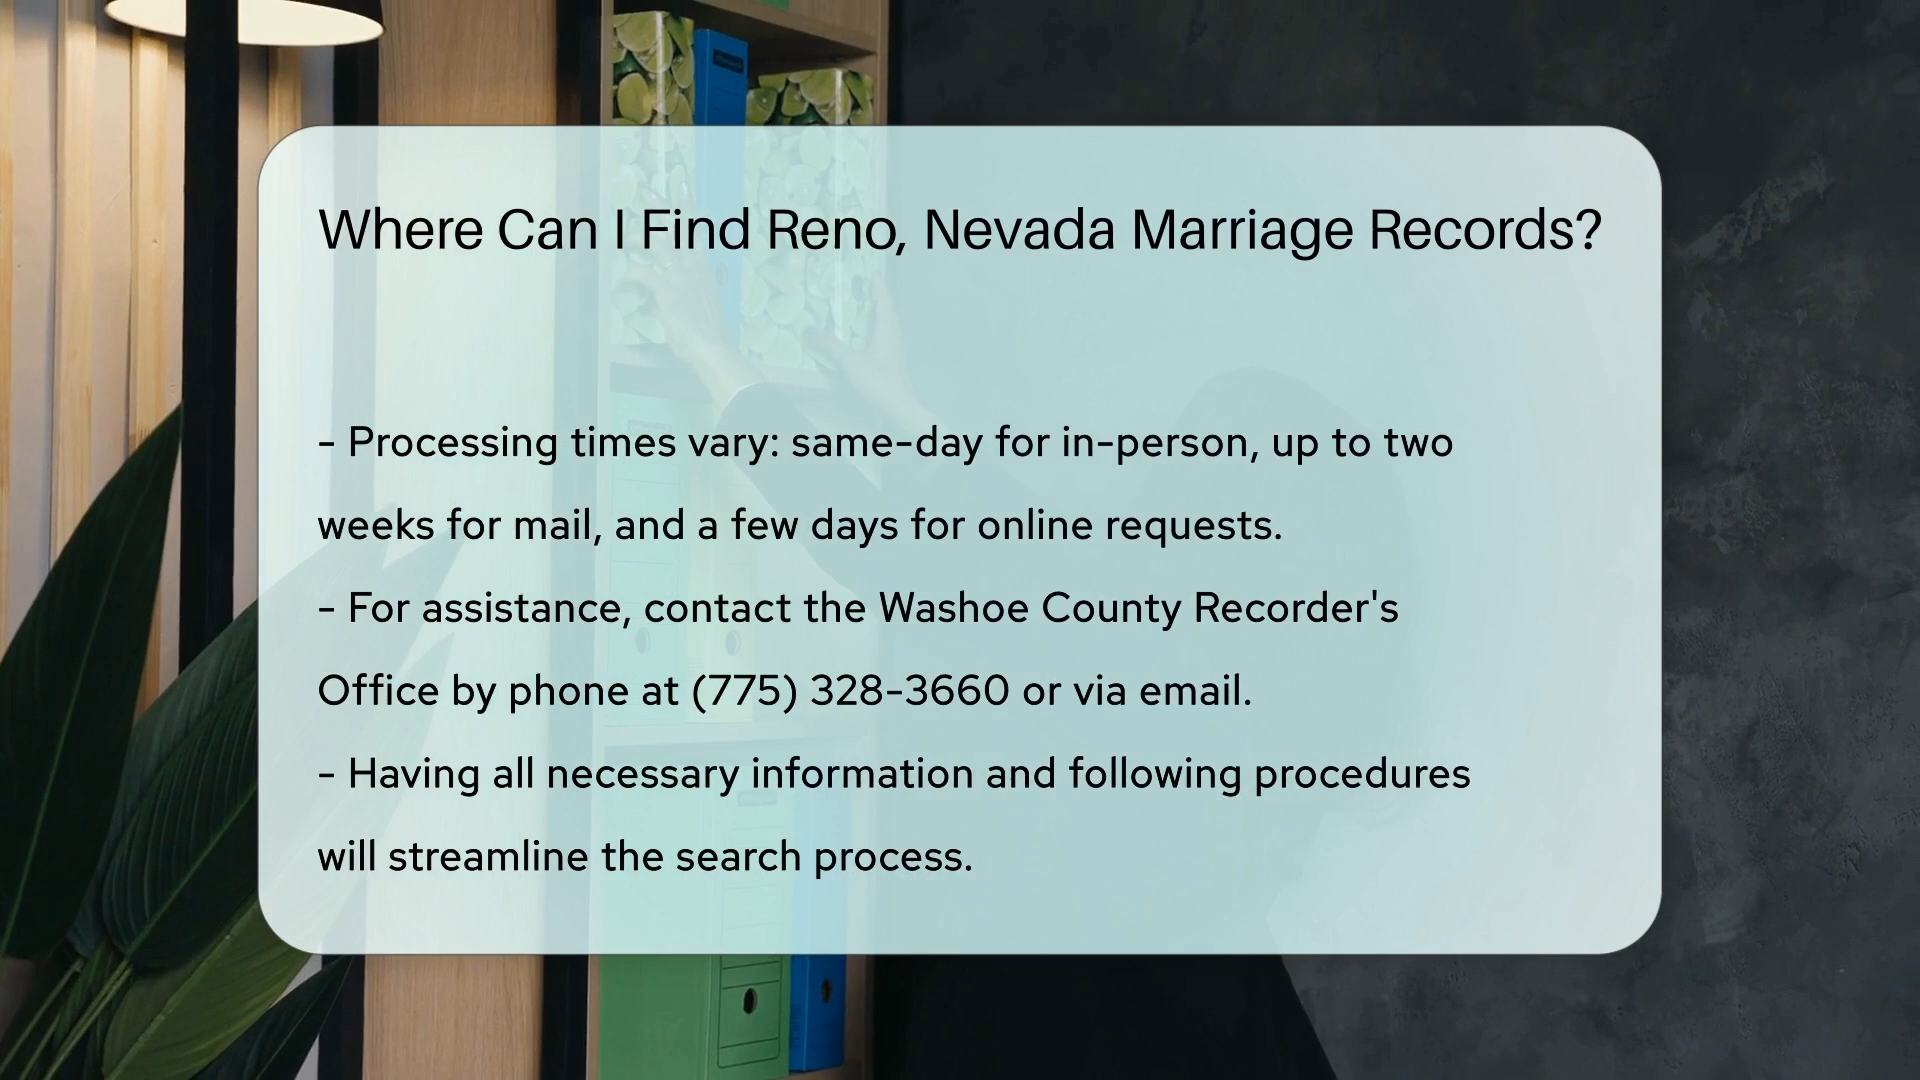 Where Can I Find Reno, Nevada Marriage Records?
- Processing times vary: same-day for in-person, up to two
weeks for mail, and a few days for online requests.
- For assistance, contact the Washoe County Recorder's
Office by phone at (775) 328-3660 or via email.
- Having all necessary information and following procedures
will streamline the search process.